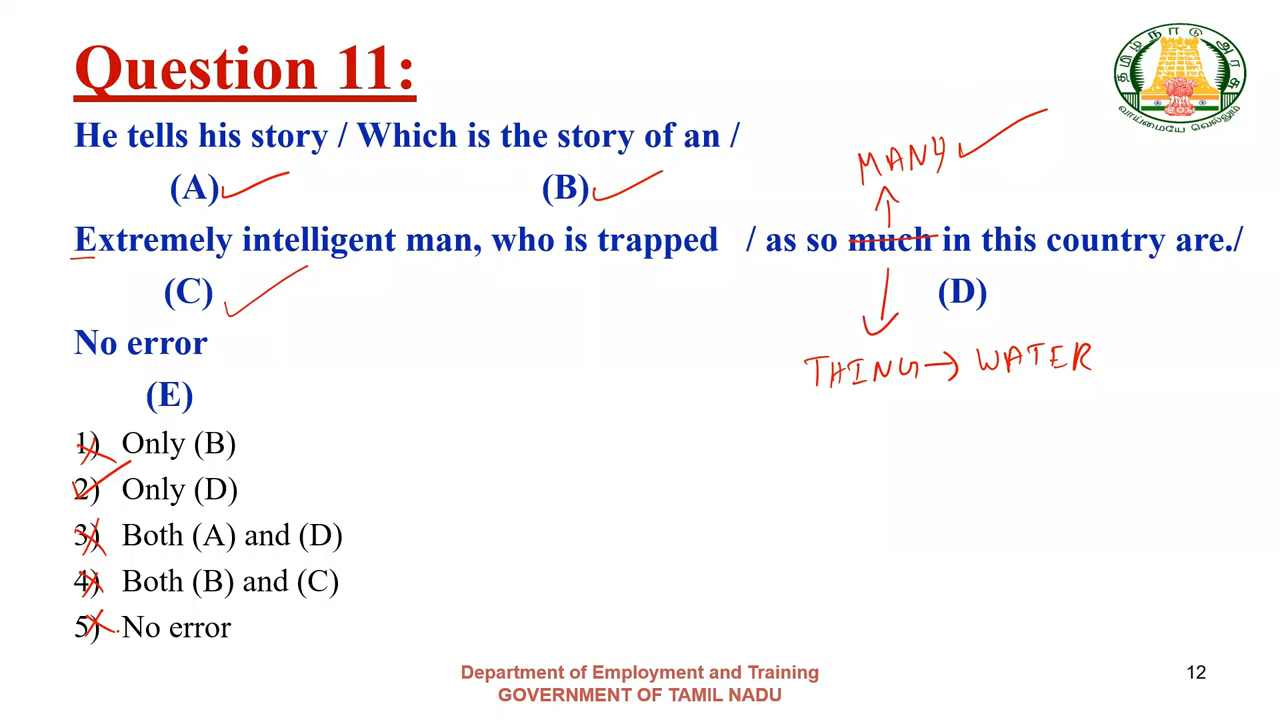 Question 11:
தமிழ்நாடு அரசு
வாய்மையே வெல்லும்
He tells his story / Which is the story of an /
(A) (B)
MANY
Extremely intelligent man, who is trapped / as so much in this country are./
(C) (D)
No error
THING → WATER
(E)
1) Only (B)
2) Only (D)
3) Both (A) and (D)
4) Both (B) and (C)
5) No error
Department of Employment and Training
GOVERNMENT OF TAMIL NADU
12